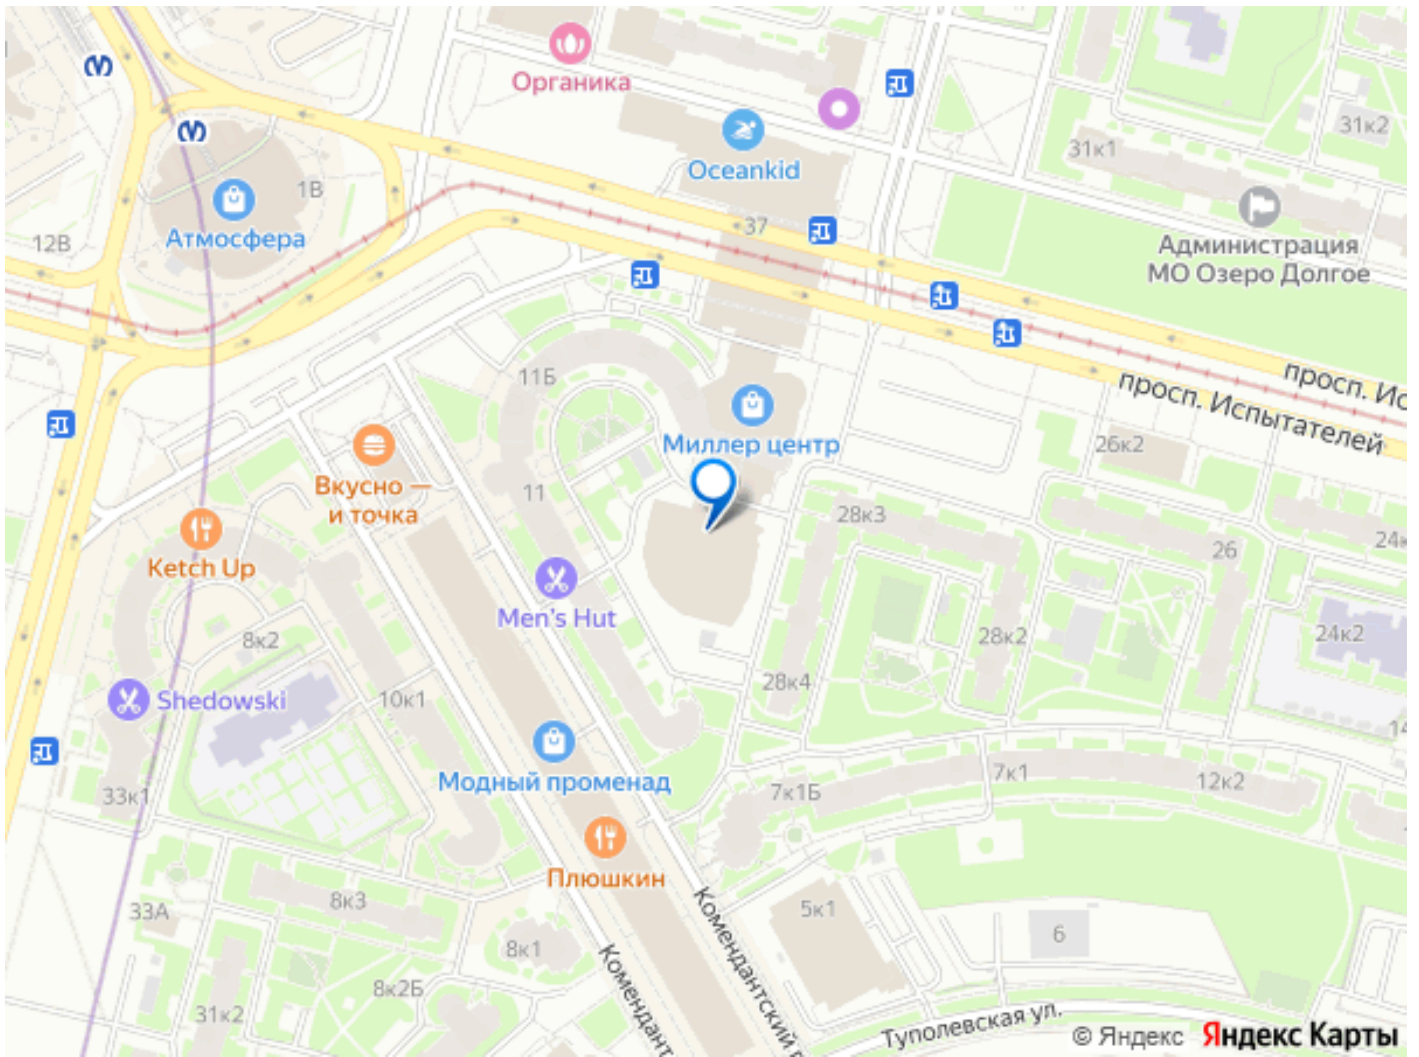 Органика
Oceankid
31к2
31к1
1В
Атмосфера
12В
37
Администрация
МО Озеро Долгое
просп. Ис
просп. Испытателей
11Б
Миллер центр
26к2
Вкусно —
и точка
11
28к3
26
24к
Ketch Up
Men's Hut
8к2
28к2
24к2
Shedowski
10к1
28к4
14
Модный променад
33к1
7к1Б
7к1
12к2
Плюшкин
8к3
33А
5к1
6
8к1
Комендантский п
Комендант
8к2Б
31к2
Туполевская ул.
© Яндекс Яндекс Карты